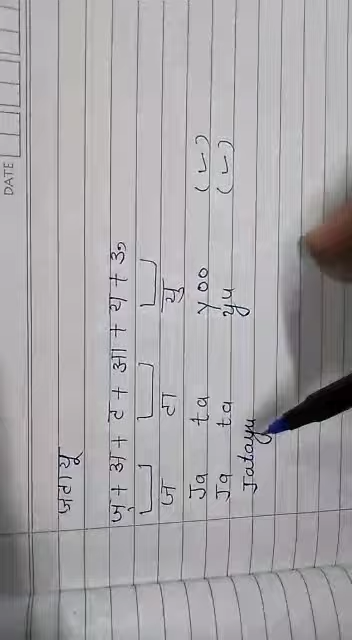 DATE
जटायू
ज् + अ + ट + आ + य + उ
ज टा यु
Ja ta yoo (✓)
Ja ta yu (✓)
Jatayu